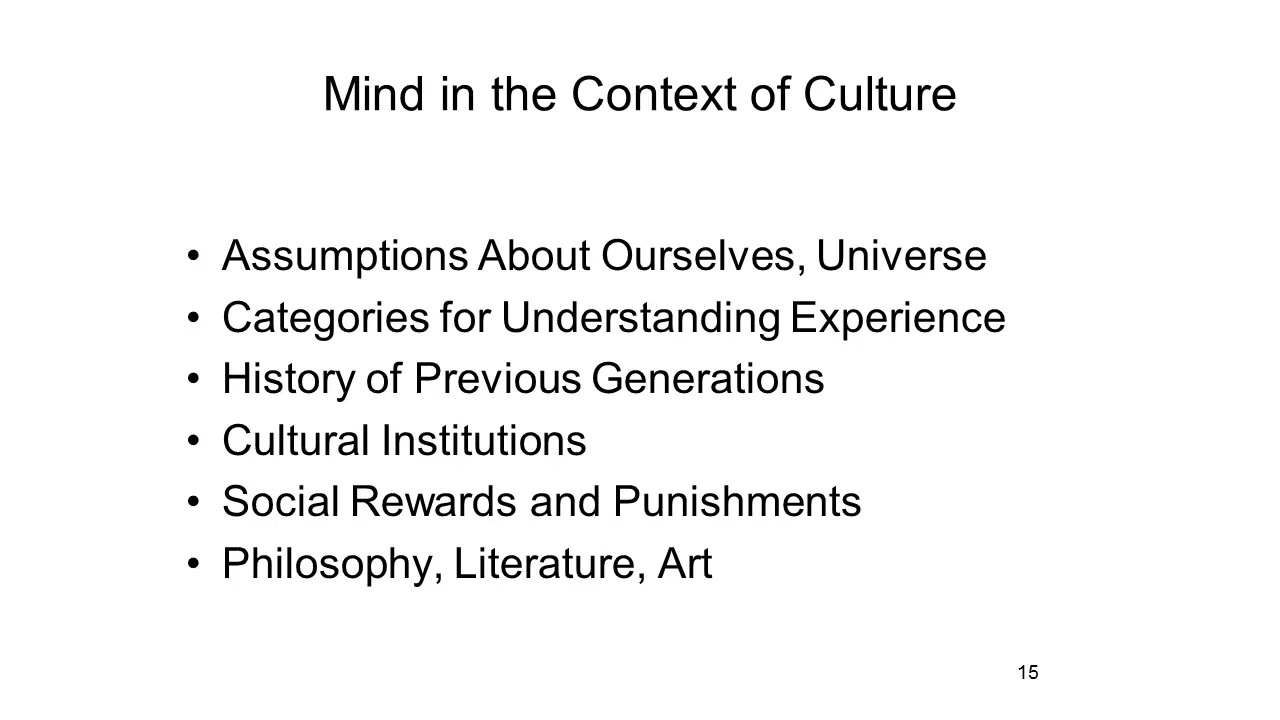 Mind in the Context of Culture
• Assumptions About Ourselves, Universe
• Categories for Understanding Experience
• History of Previous Generations
• Cultural Institutions
• Social Rewards and Punishments
• Philosophy, Literature, Art
15